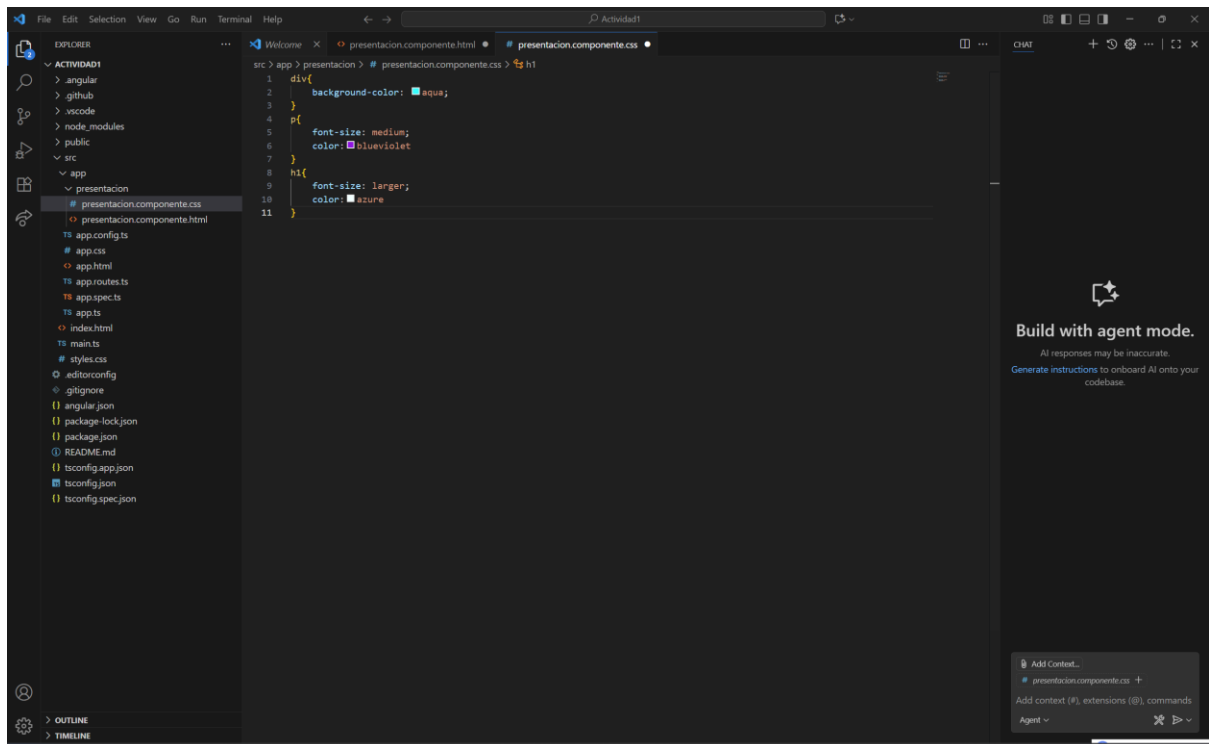 File Edit Selection View Go Run Terminal Help
Actividad1
EXPLORER
ACTIVIDAD1
.angular
.github
.vscode
node_modules
public
src
app
presentacion
# presentacion.componente.css
<> presentacion.componente.html
TS app.config.ts
# app.css
<> app.html
TS app.routes.ts
TS app.spec.ts
TS app.ts
<> index.html
TS main.ts
# styles.css
.editorconfig
.gitignore
{} angular.json
{} package-lock.json
{} package.json
README.md
{} tsconfig.app.json
tsconfig.json
{} tsconfig.spec.json
OUTLINE
TIMELINE
2
Welcome <> presentacion.componente.html # presentacion.componente.css
src > app > presentacion > # presentacion.componente.css > h1
1 div{
2 background-color: aqua;
3 }
4 p{
5 font-size: medium;
6 color: blueviolet
7 }
8 h1{
9 font-size: larger;
10 color: azure
11 }
CHAT
Build with agent mode.
AI responses may be inaccurate.
Generate instructions to onboard AI onto your
codebase.
Add Context...
# presentacion.componente.css +
Add context (#), extensions (@), commands
Agent